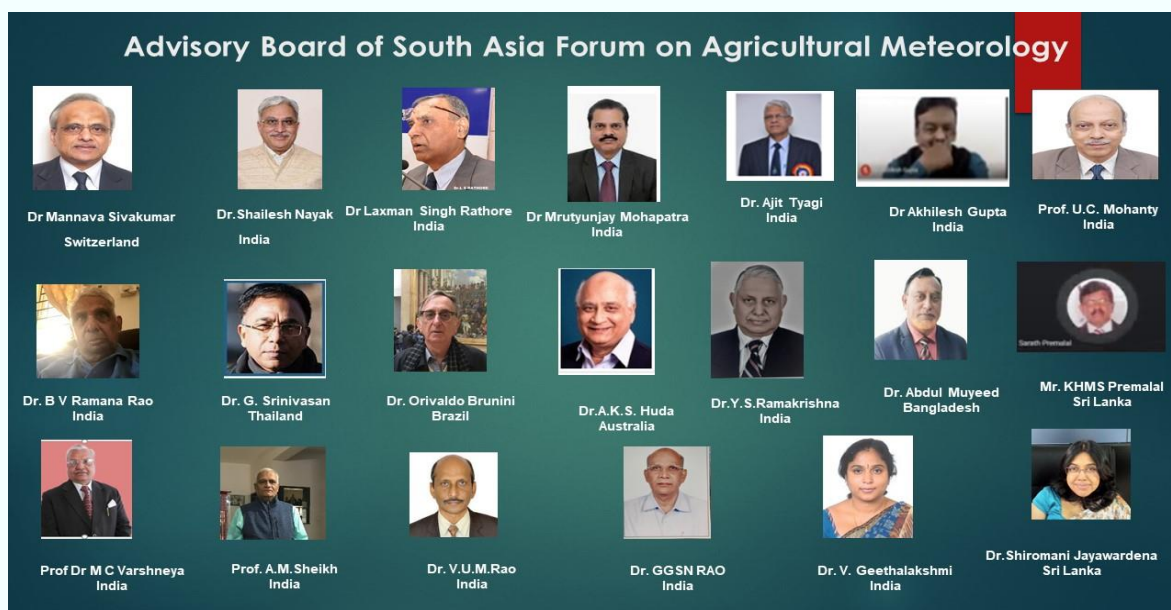 Advisory Board of South Asia Forum on Agricultural Meteorology
Dr.L.S RATHORE
Dr Mannava Sivakumar
Switzerland
Dr.Shailesh Nayak
India
Dr Laxman Singh Rathore
India
Dr Mrutyunjay Mohapatra
India
Dr. Ajit Tyagi
India
Dr Akhilesh Gupta
India
Prof. U.C. Mohanty
India
Sarath Premalal
Dr. B V Ramana Rao
India
Dr. G. Srinivasan
Thailand
Dr. Orivaldo Brunini
Brazil
Dr.A.K.S. Huda
Australia
Dr.Y.S.Ramakrishna
India
Dr. Abdul Muyeed
Bangladesh
Mr. KHMS Premalal
Sri Lanka
Prof Dr M C Varshneya
India
Prof. A.M.Sheikh
India
Dr. V.U.M.Rao
India
Dr. GGSN RAO
India
Dr. V. Geethalakshmi
India
Dr.Shiromani Jayawardena
Sri Lanka